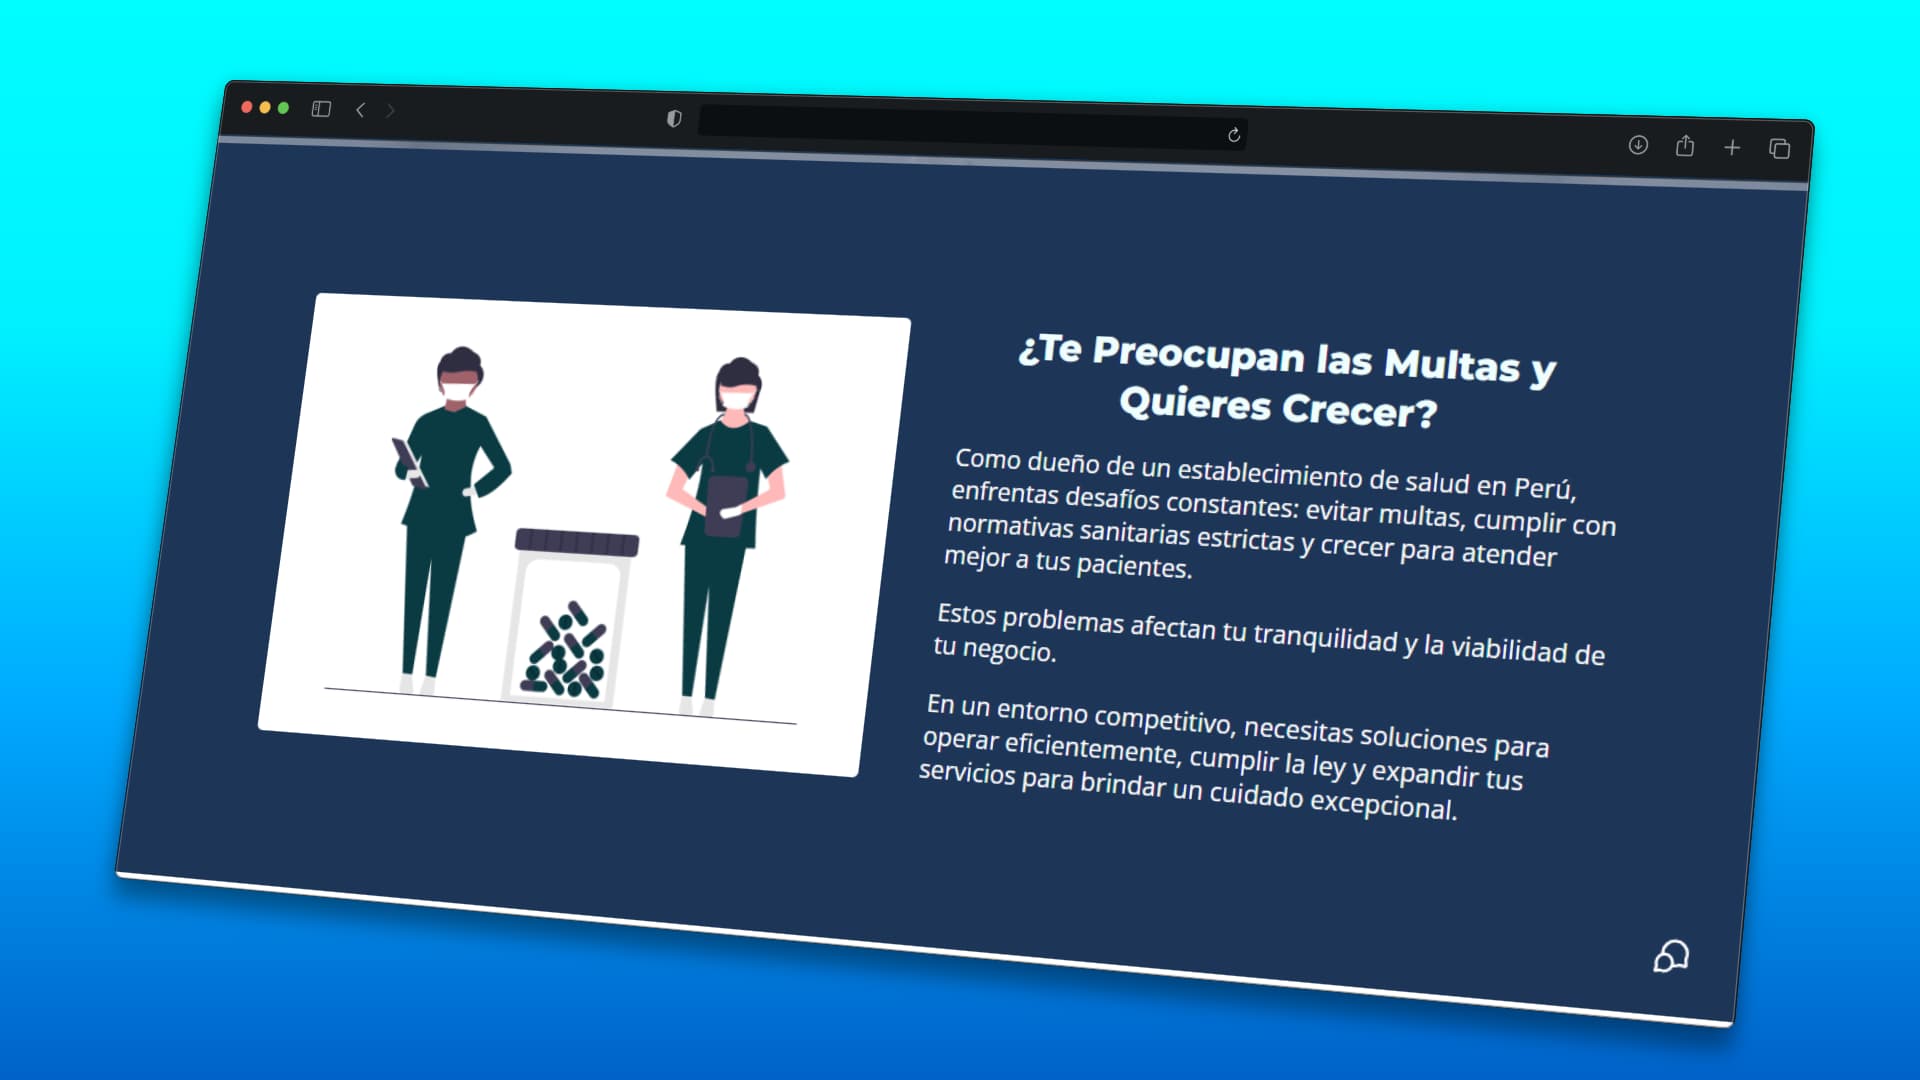 ¿Te Preocupan las Multas y
Quieres Crecer?
Como dueño de un establecimiento de salud en Perú,
enfrentas desafíos constantes: evitar multas, cumplir con
normativas sanitarias estrictas y crecer para atender
mejor a tus pacientes.
Estos problemas afectan tu tranquilidad y la viabilidad de
tu negocio.
En un entorno competitivo, necesitas soluciones para
operar eficientemente, cumplir la ley y expandir tus
servicios para brindar un cuidado excepcional.